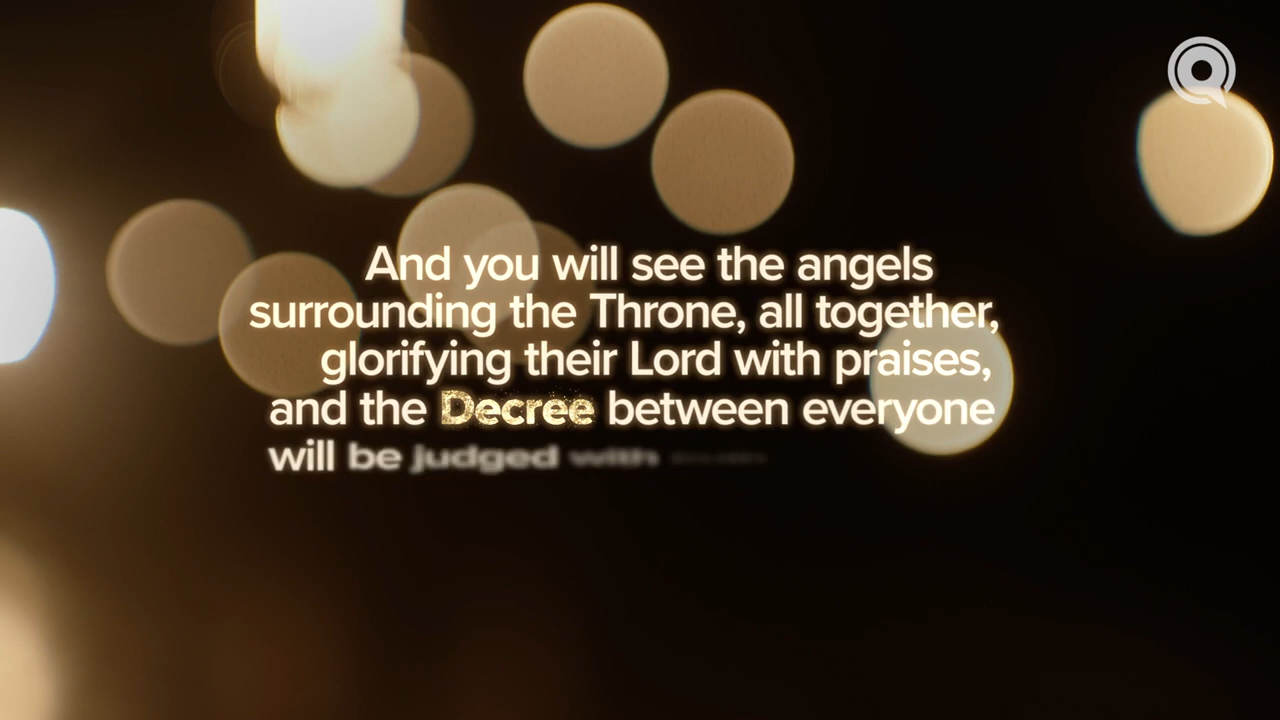 And you will see the angels
surrounding the Throne, all together,
glorifying their Lord with praises,
and the Decree between everyone
will be judged with